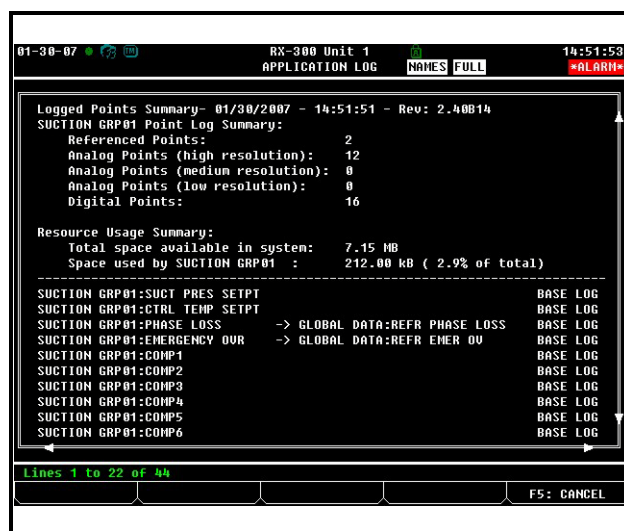 01-30-07 RX-300 Unit 1 14:51:53
APPLICATION LOG NAMES FULL *ALARM*
Logged Points Summary- 01/30/2007 - 14:51:51 - Rev: 2.40B14
SUCTION GRP01 Point Log Summary:
Referenced Points: 2
Analog Points (high resolution): 12
Analog Points (medium resolution): 0
Analog Points (low resolution): 0
Digital Points: 16
Resource Usage Summary:
Total space available in system: 7.15 MB
Space used by SUCTION GRP01 : 212.00 kB ( 2.9% of total)
--------------------------------------------------------------------------------
SUCTION GRP01:SUCT PRES SETPT BASE LOG
SUCTION GRP01:CTRL TEMP SETPT BASE LOG
SUCTION GRP01:PHASE LOSS -> GLOBAL DATA:REFR PHASE LOSS BASE LOG
SUCTION GRP01:EMERGENCY OVR -> GLOBAL DATA:REFR EMER OV BASE LOG
SUCTION GRP01:COMP1 BASE LOG
SUCTION GRP01:COMP2 BASE LOG
SUCTION GRP01:COMP3 BASE LOG
SUCTION GRP01:COMP4 BASE LOG
SUCTION GRP01:COMP5 BASE LOG
SUCTION GRP01:COMP6 BASE LOG
Lines 1 to 22 of 44
F5: CANCEL